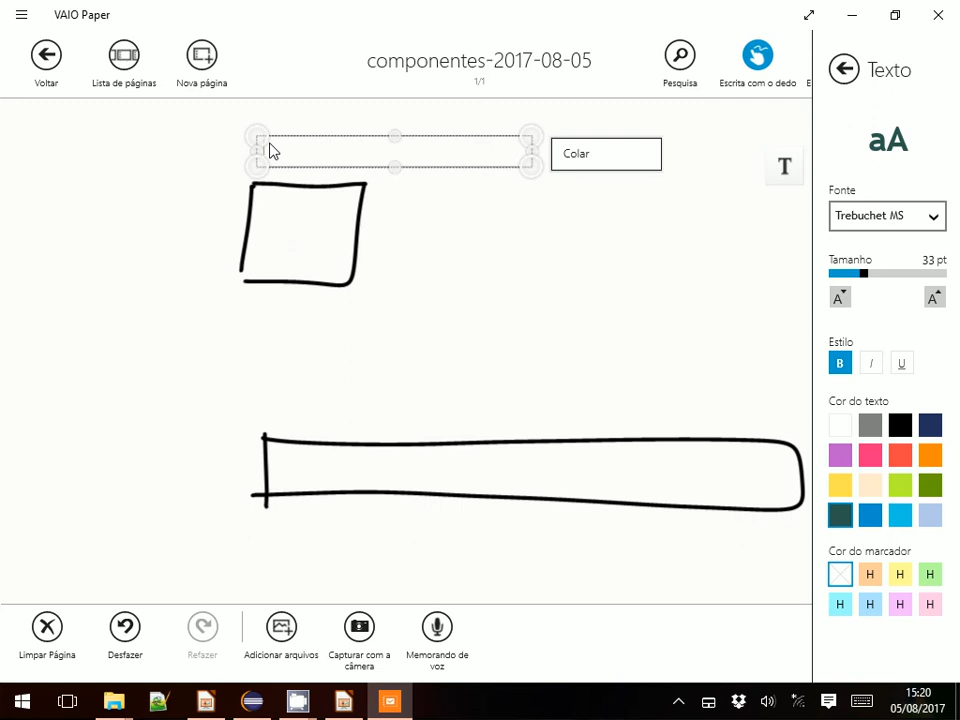 VAIO Paper
Voltar
Lista de páginas
Nova página
componentes-2017-08-05
1/1
Pesquisa
Escrita com o dedo
E
Colar
T
Texto
aA
Fonte
Trebuchet MS
Tamanho 33 pt
A A
Estilo
B I U
Cor do texto
Cor do marcador
H H H
H H H H
Limpar Página
Desfazer
Refazer
Adicionar arquivos
Capturar com a
câmera
Memorando de
voz
15:20
05/08/2017